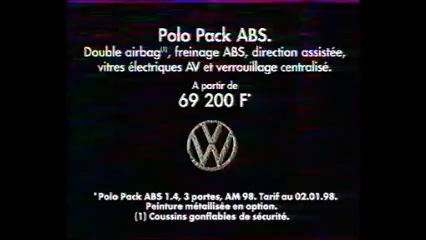 Polo Pack ABS.
Double airbag(1), freinage ABS, direction assistée,
vitres électriques AV et verrouillage centralisé.
A partir de
69 200 F*
*Polo Pack ABS 1.4, 3 portes, AM 98. Tarif au 02.01.98.
Peinture métallisée en option.
(1) Coussins gonflables de sécurité.